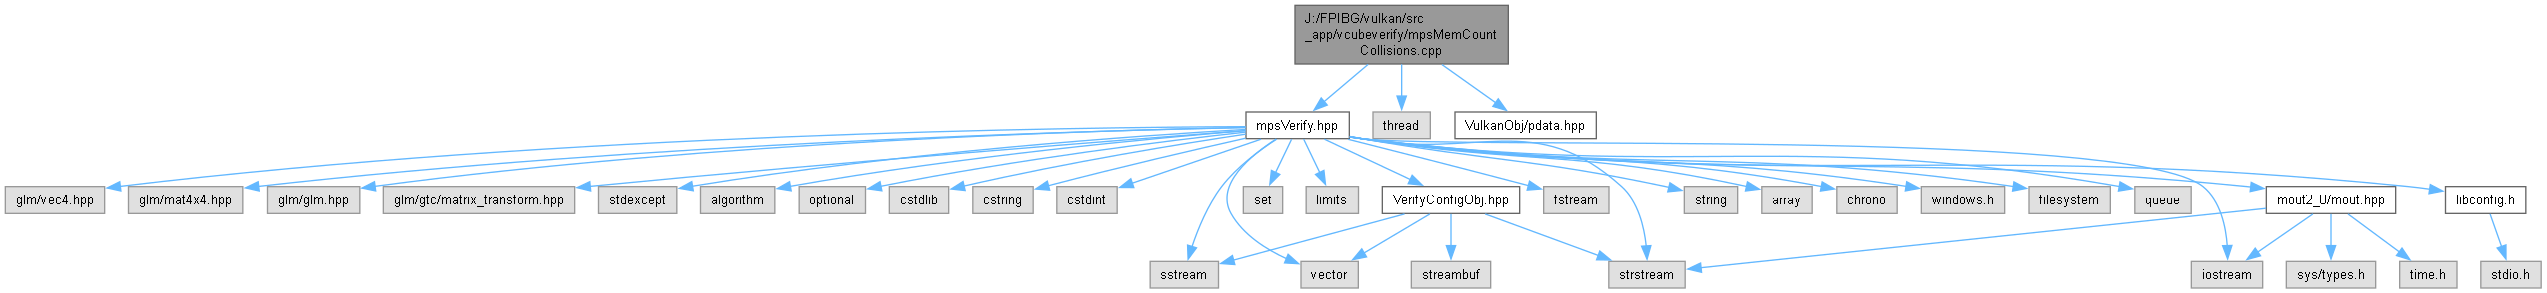 J:/FPIBG/vulkan/src
_app/vcubeverify/mpsMemCount
Collisions.cpp
mpsVerify.hpp
thread
VulkanObj/pdata.hpp
glm/vec4.hpp
glm/mat4x4.hpp
glm/glm.hpp
glm/gtc/matrix_transform.hpp
stdexcept
algorithm
optional
cstdlib
cstring
cstdint
set
limits
VerifyConfigObj.hpp
fstream
string
array
chrono
windows.h
filesystem
queue
mout2_0/mout.hpp
libconfig.h
sstream
vector
streambuf
strstream
iostream
sys/types.h
time.h
stdio.h